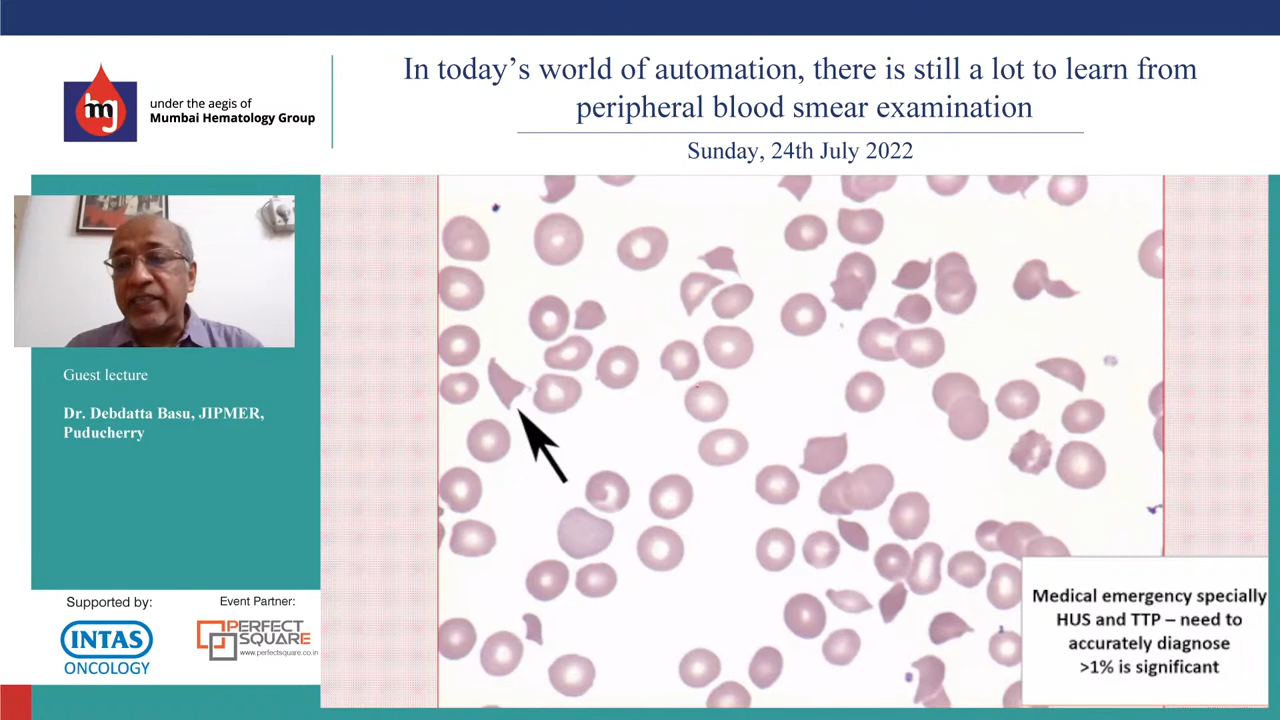 In today's world of automation, there is still a lot to learn from
peripheral blood smear examination
Sunday, 24th July 2022
mj
under the aegis of
Mumbai Hematology Group
Guest lecture
Dr. Debdatta Basu, JIPMER,
Puducherry
Supported by:
INTAS
ONCOLOGY
Event Partner:
PERFECT
SQUARE
www.perfectsquare.co.in
Medical emergency specially
HUS and TTP – need to
accurately diagnose
>1% is significant